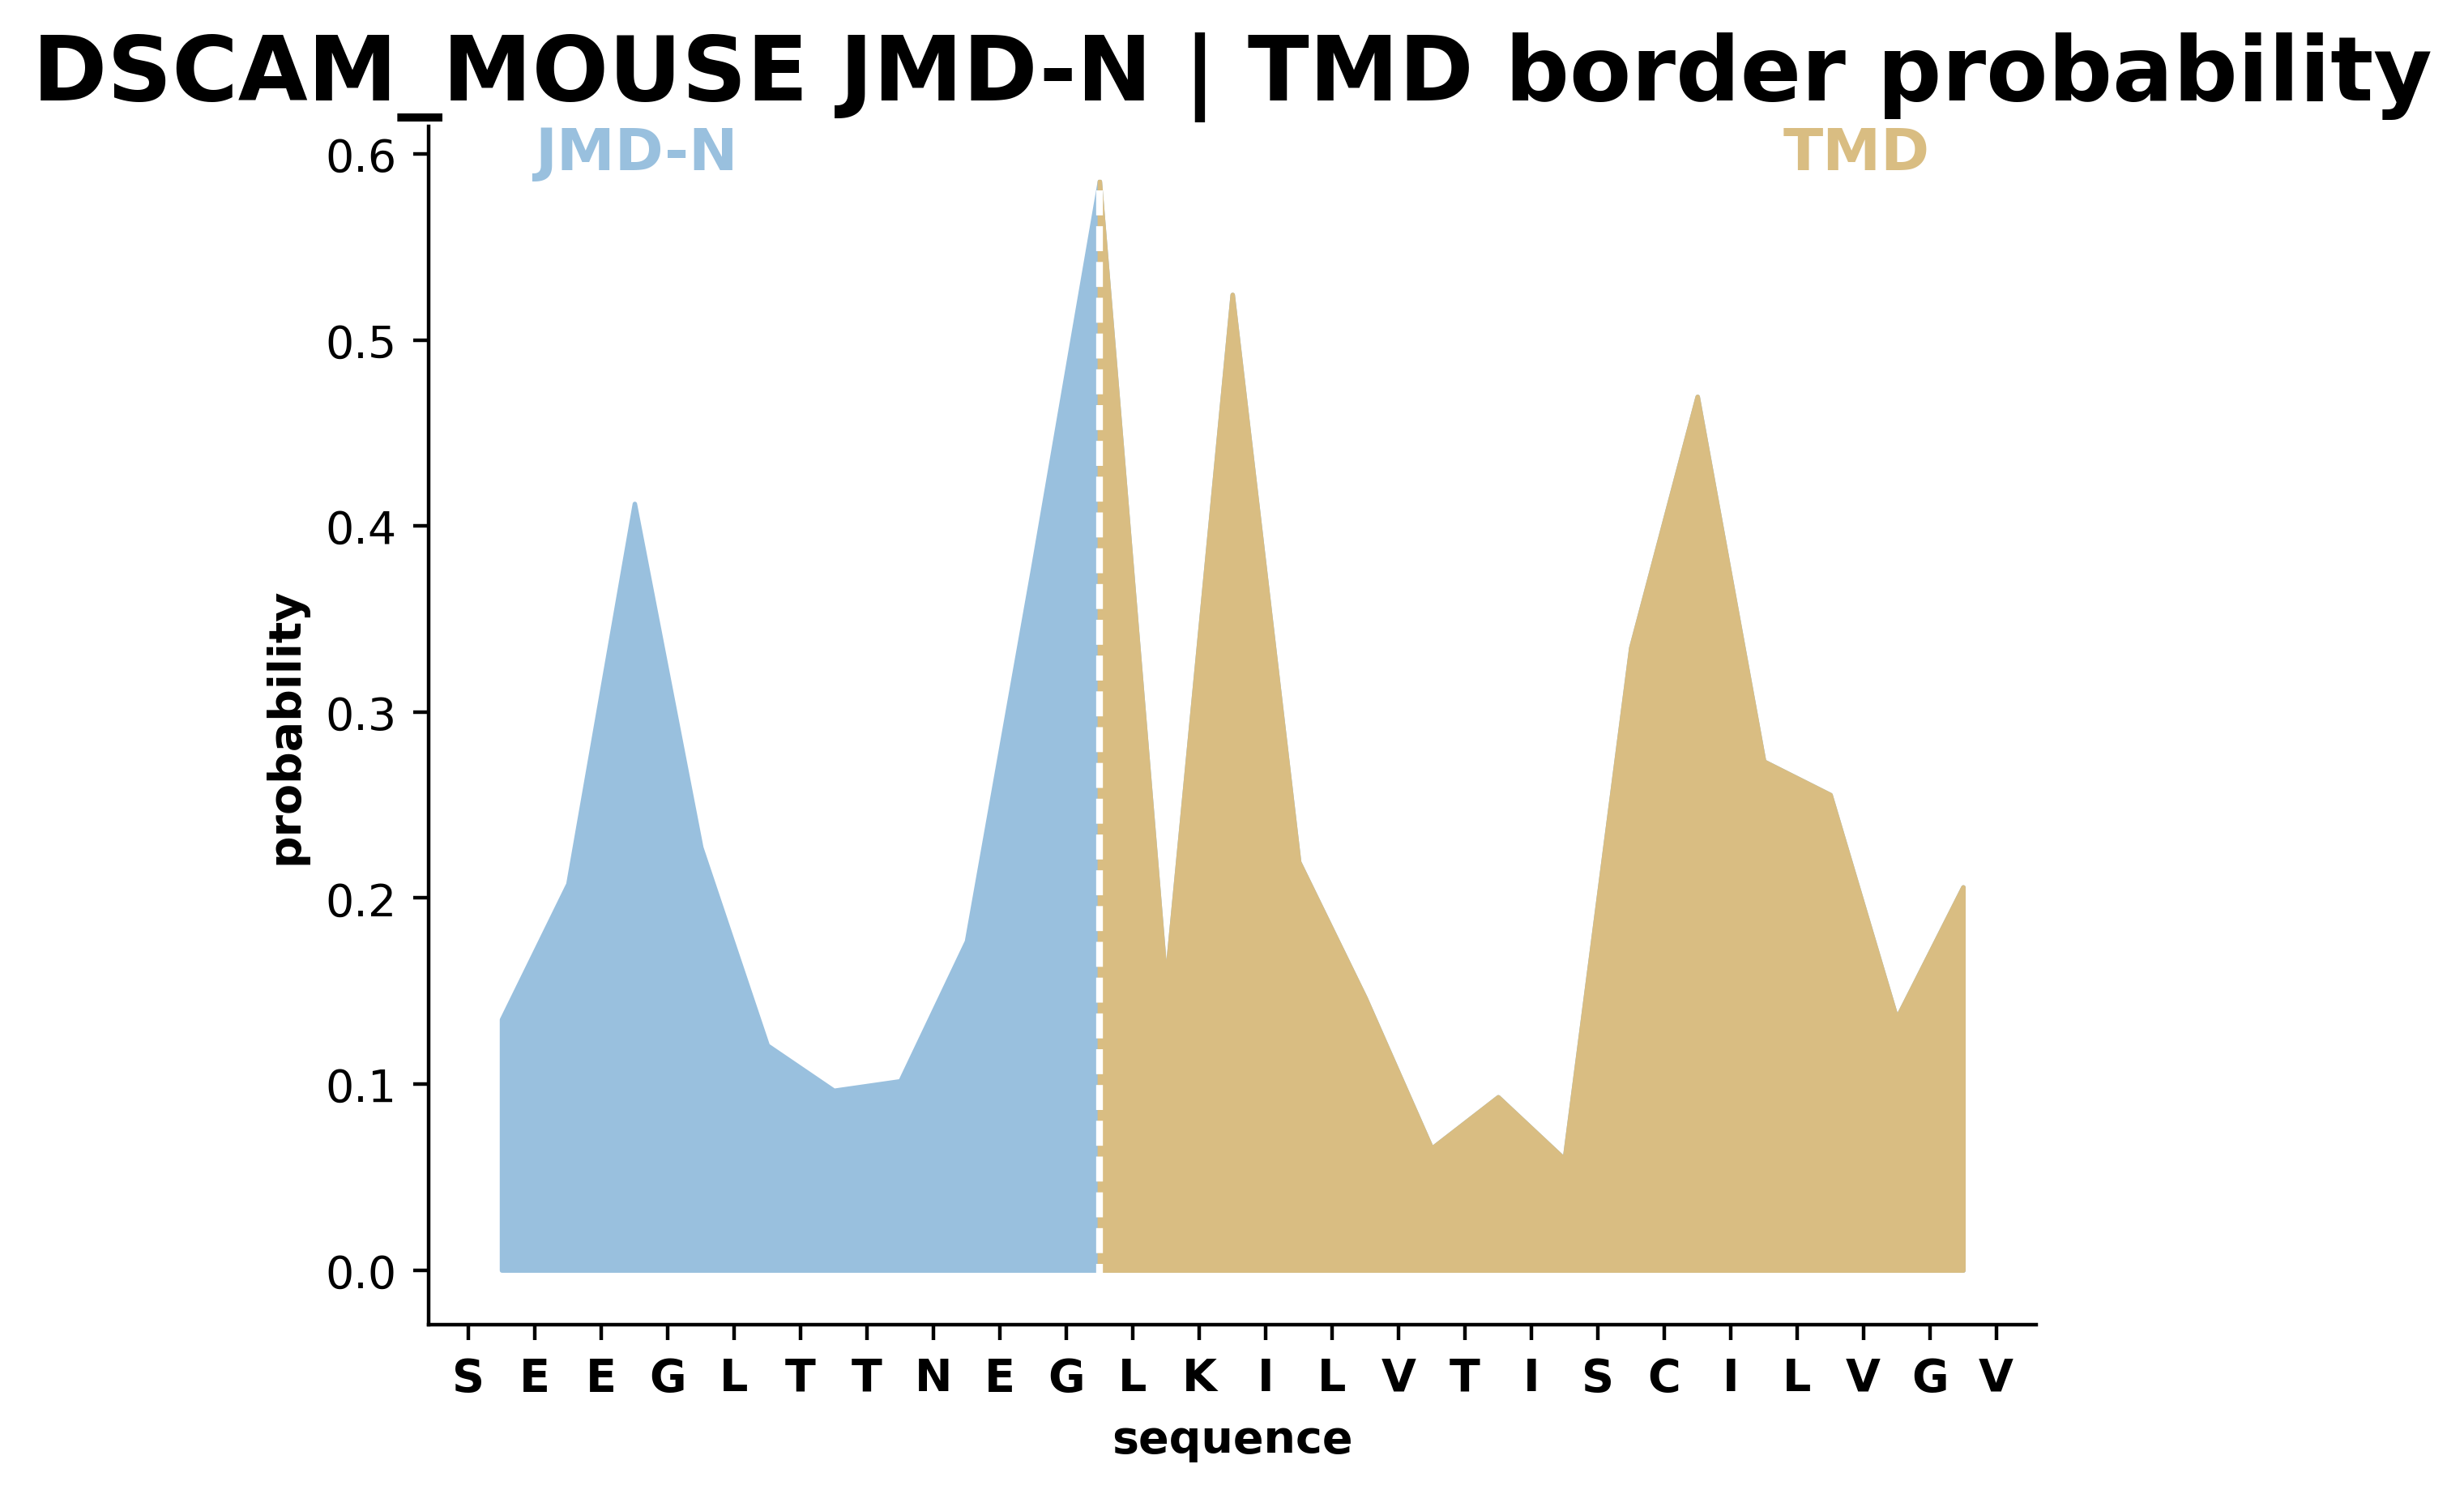 DSCAM_MOUSE JMD-N | TMD border probability
JMD-N TMD
0.6
0.5
0.4
0.3
0.2
0.1
0.0
probability
S E E G L T T N E G L K I L V T I S C I L V G V
sequence